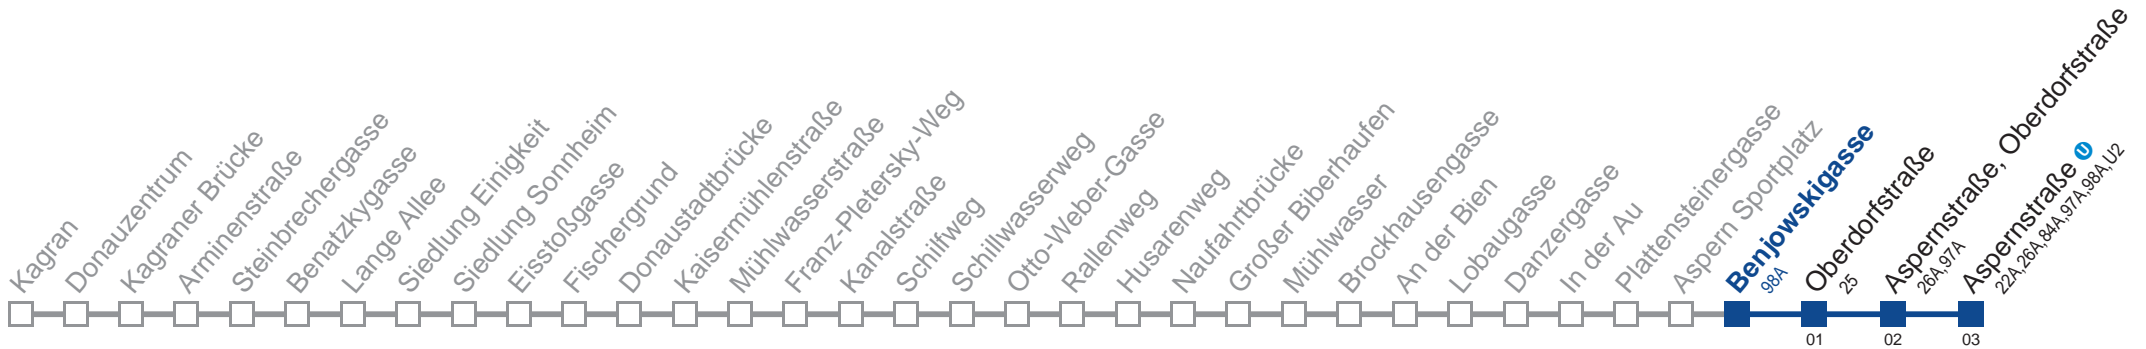 Kagran
Donauzentrum
Kagraner Brücke
Arminenstraße
Steinbrechergasse
Benatzkygasse
Lange Allee
Siedlung Einigkeit
Siedlung Sonnheim
Eisstoßgasse
Fischergrund
Donaustadtbrücke
Kaisermühlenstraße
Mühlwasserstraße
Franz-Pletersky-Weg
Kanalstraße
Schilfweg
Schillwasserweg
Otto-Weber-Gasse
Rallenweg
Husarenweg
Naufahrtbrücke
Großer Biberhaufen
Mühlwasser
Brockhausengasse
An der Bien
Lobaugasse
Danzergasse
In der Au
Plattensteinergasse
Aspern Sportplatz
Benjowskigasse
98A
Oberdorfstraße
25
Aspernstraße, Oberdorfstraße
26A,97A
Aspernstraße U
22A,26A,84A,97A,98A,U2
01
02
03